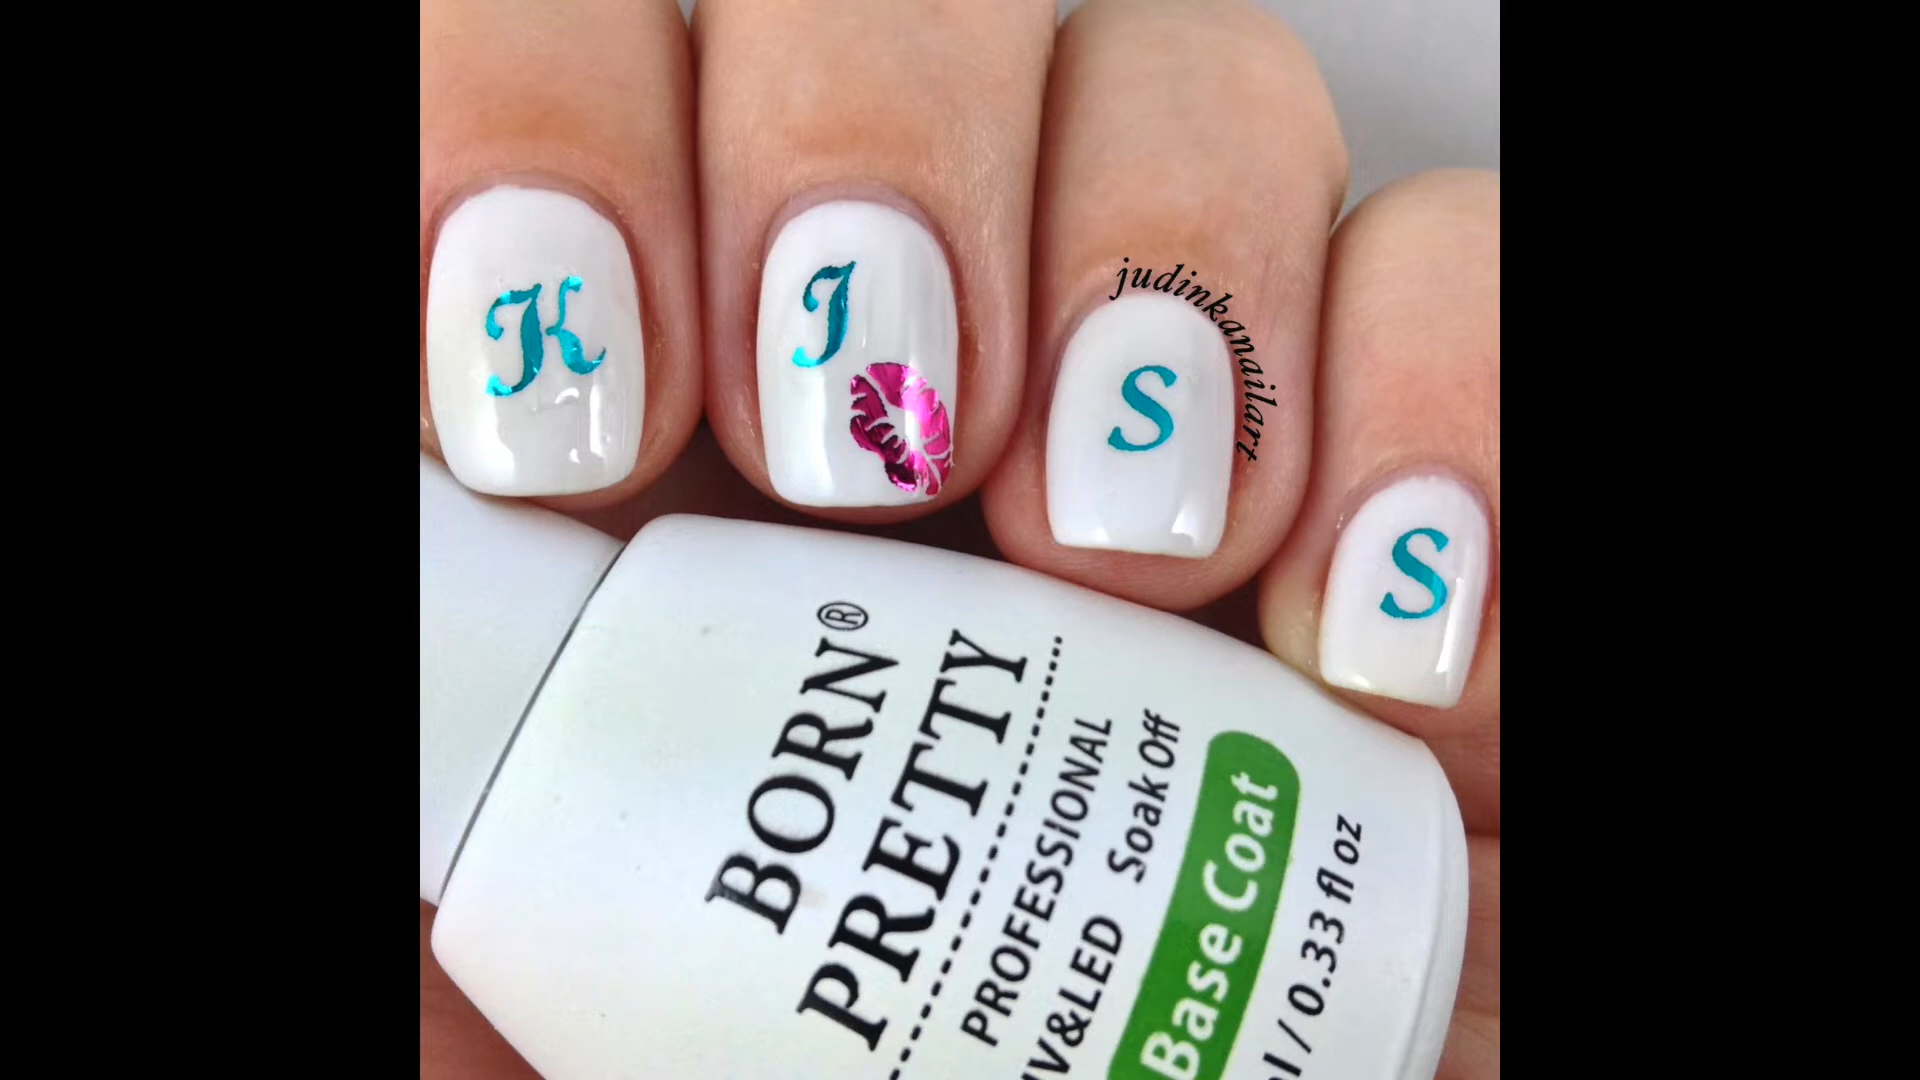 K I S S
judinkanailart
BORN®
PRETTY
PROFESSIONAL
UV&LED Soak Off
Base Coat
/ 0.33 fl oz